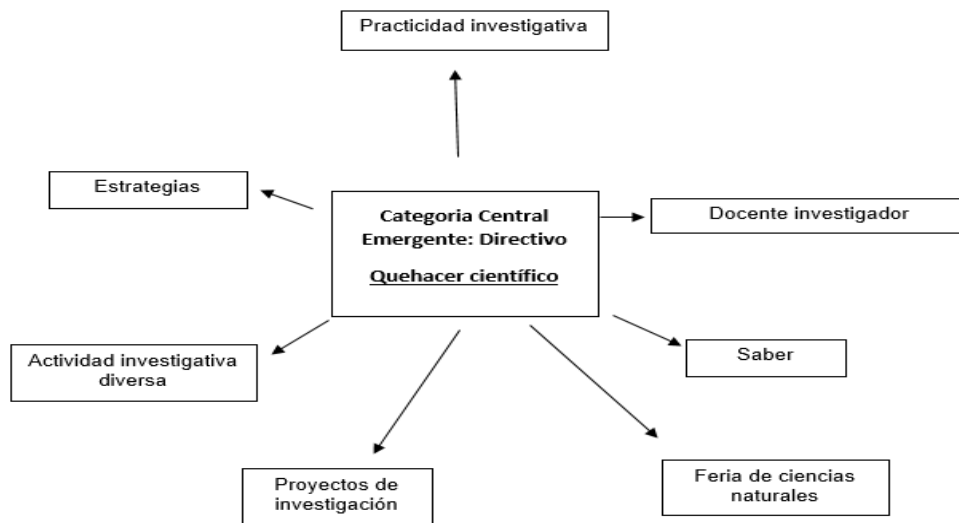 Practicidad investigativa
Estrategias
Categoria Central
Emergente: Directivo
Quehacer científico
Docente investigador
Actividad investigativa
diversa
Saber
Proyectos de
investigación
Feria de ciencias
naturales